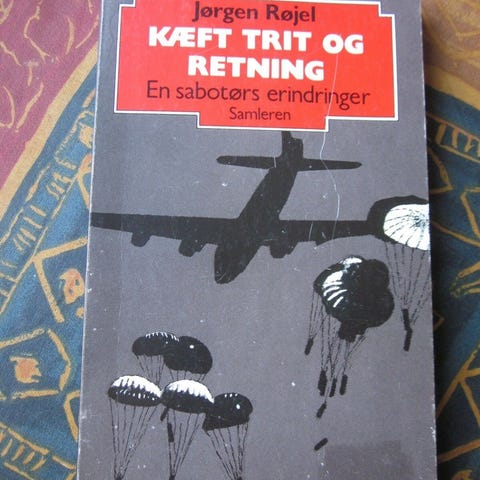 Jørgen Røjel
KÆFT TRIT OG
RETNING
En sabotørs erindringer
Samleren